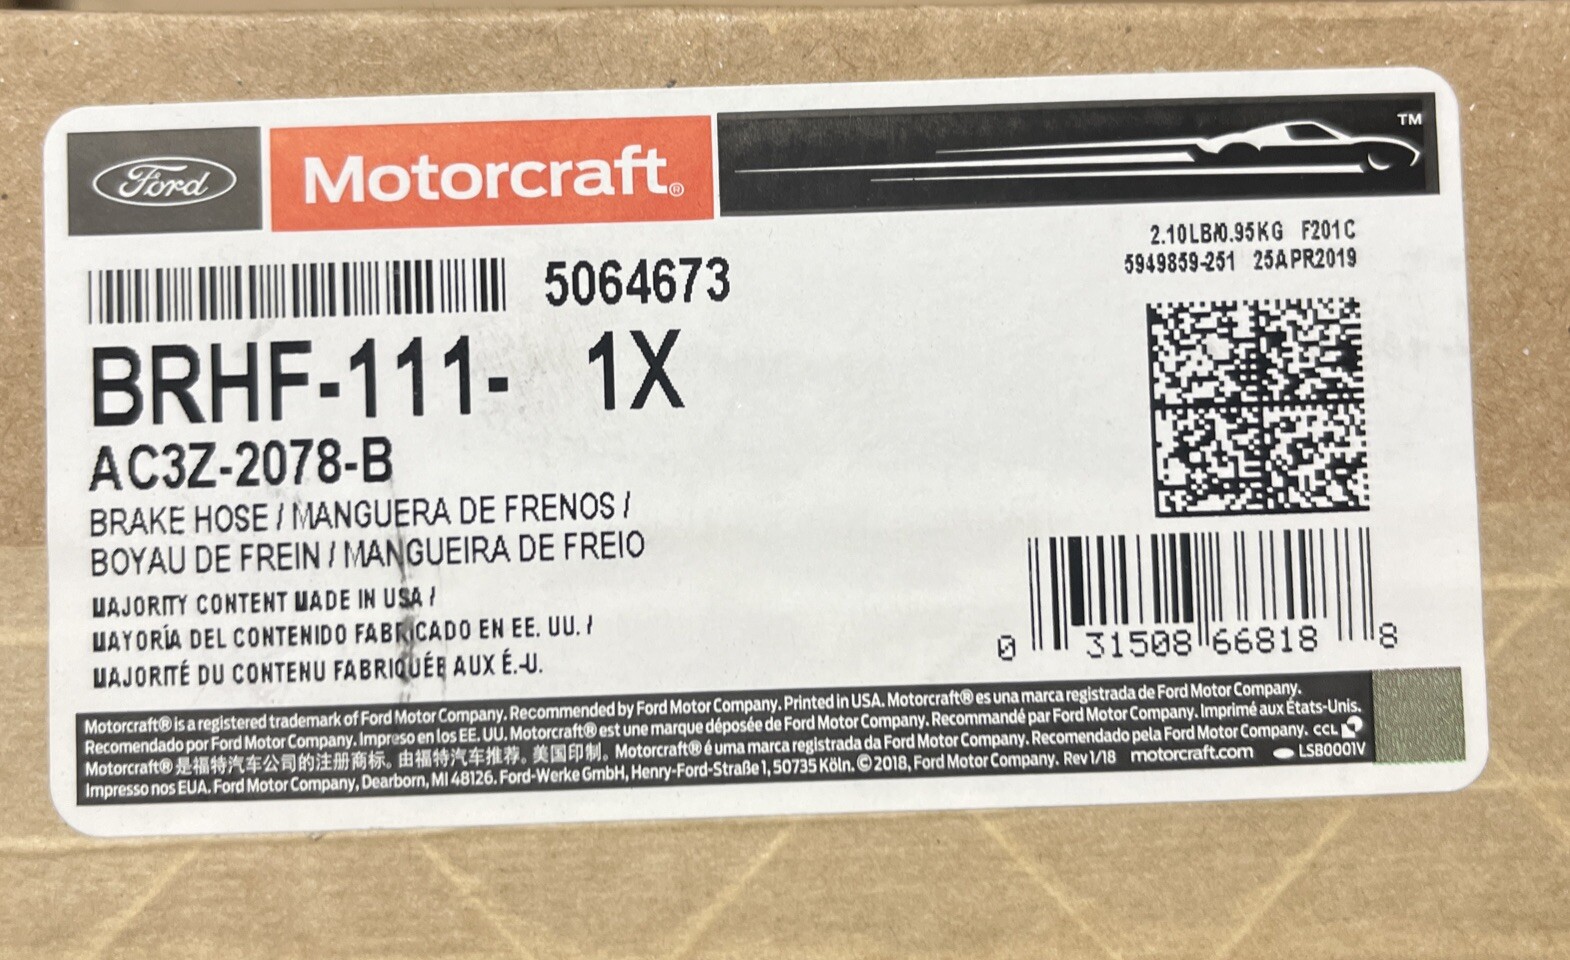 Ford
Motorcraft®
TM
2.10LB/0.95KG F201C
5949859-251 25APR2019
5064673
BRHF-111- 1X
AC3Z-2078-B
BRAKE HOSE / MANGUERA DE FRENOS /
BOYAU DE FREIN / MANGUEIRA DE FREIO
MAJORITY CONTENT MADE IN USA /
MAYORÍA DEL CONTENIDO FABRICADO EN EE. UU. /
MAJORITÉ DU CONTENU FABRIQUÉE AUX É.-U.
0 31508 66818 8
Motorcraft® is a registered trademark of Ford Motor Company. Recommended by Ford Motor Company. Printed in USA. Motorcraft® es una marca registrada de Ford Motor Company.
Recomendado por Ford Motor Company. Impreso en los EE. UU. Motorcraft® est une marque déposée de Ford Motor Company. Recommandé par Ford Motor Company. Imprimé aux États-Unis.
Motorcraft® 是福特汽车公司的注册商标。由福特汽车推荐。美国印制。Motorcraft® é uma marca registrada da Ford Motor Company. Recomendado pela Ford Motor Company. CCL
Impresso nos EUA. Ford Motor Company, Dearborn, MI 48126. Ford-Werke GmbH, Henry-Ford-Straße 1, 50735 Köln. ©2018, Ford Motor Company. Rev 1/18 motorcraft.com LSB0001V